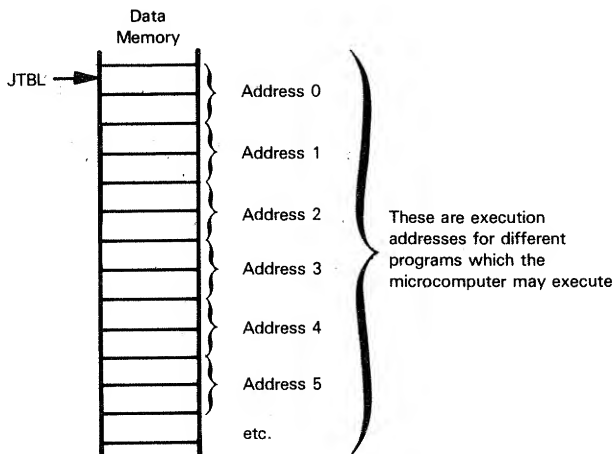 Data
Memory
JTBL
Address 0
Address 1
Address 2
Address 3
Address 4
Address 5
etc.
These are execution
addresses for different
programs which the
microcomputer may execute